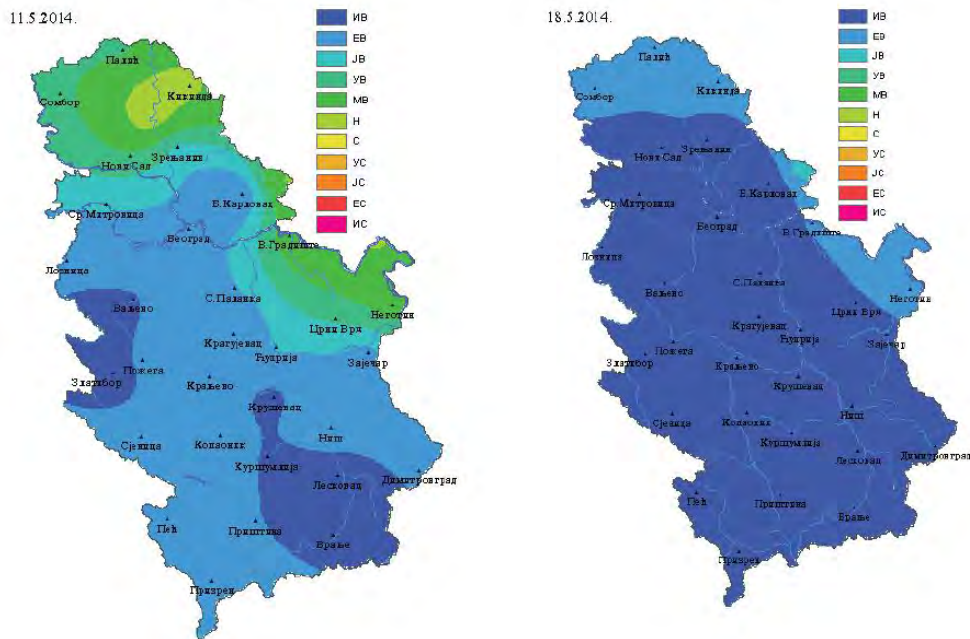 11.5.2014.
ИВ
ЕВ
ЈВ
УВ
МВ
Н
С
УС
ЈС
ЕС
ИС
Палић
Сомбор
Кикинда
Зрењанин
Нови Сад
Ср.Митровица
В.Карловац
Београд
В.Градиште
Лозница
С.Паланка
Ваљево
Неготин
Црни Врх
Крагујевац
Ћуприја
Зајечар
Пожега
Златибор
Краљево
Крушевац
Ниш
Сјеница
Копаоник
Куршумлија
Лесковац
Димитровград
Пећ
Приштина
Врање
Призрен
18.5.2014.
ИВ
ЕВ
ЈВ
УВ
МВ
Н
С
УС
ЈС
ЕС
ИС
Палић
Сомбор
Кикинда
Зрењанин
Нови Сад
В.Карловац
Ср.Митровица
Београд
В.Градиште
Лозница
С.Паланка
Ваљево
Неготин
Црни Врх
Крагујевац
Ћуприја
Зајечар
Пожега
Златибор
Краљево
Крушевац
Ниш
Сјеница
Копаоник
Куршумлија
Лесковац
Димитровград
Пећ
Приштина
Врање
Призрен